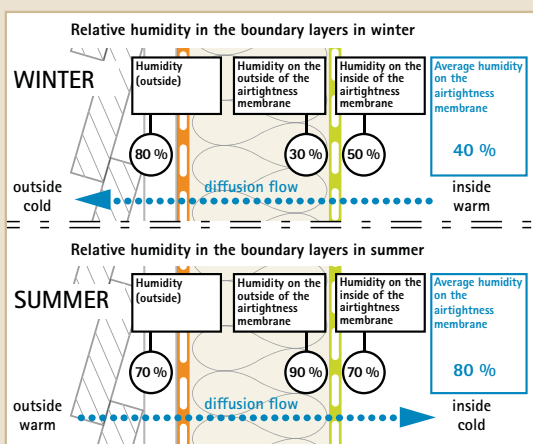 Relative humidity in the boundary layers in winter
WINTER
Humidity
(outside)
Humidity on the
outside of the
airtightness
membrane
Humidity on the
inside of the
airtightness
membrane
Average humidity
on the
airtightness
membrane
80 %
30 %
50 %
40 %
outside
cold
diffusion flow
inside
warm
Relative humidity in the boundary layers in summer
SUMMER
Humidity
(outside)
Humidity on the
outside of the
airtightness
membrane
Humidity on the
inside of the
airtightness
membrane
Average humidity
on the
airtightness
membrane
70 %
90 %
70 %
80 %
outside
warm
diffusion flow
inside
cold